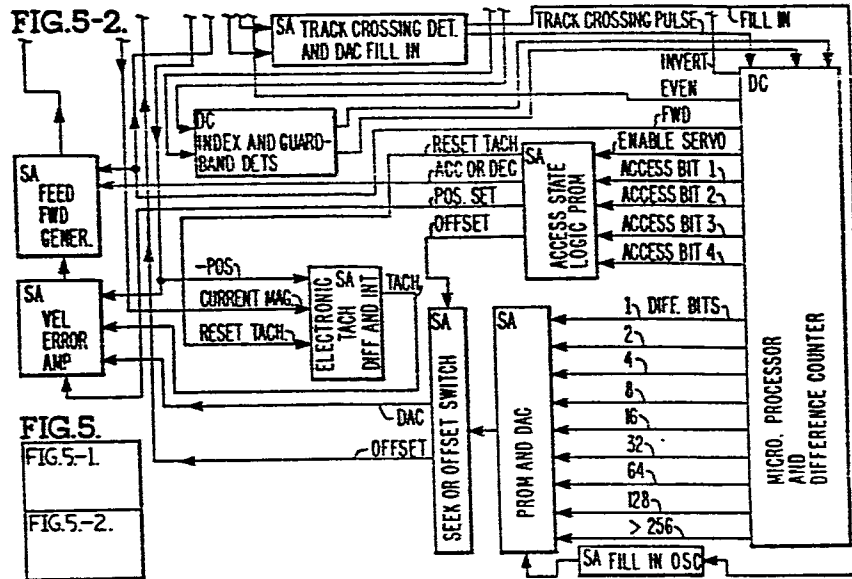 FIG.5-2.
SA TRACK CROSSING DET.
AND DAC FILL IN
TRACK CROSSING PULSE
FILL IN
INVERT
EVEN
FWD
DC
INDEX AND GUARD-
BAND DETS
RESET TACH
ACC OR DEC
POS. SET
OFFSET
SA
ACCESS STATE
LOGIC PROM
ENABLE SERVO
ACCESS BIT 1
ACCESS BIT 2
ACCESS BIT 3
ACCESS BIT 4
DC
MICRO. PROCESSOR
AND
DIFFERENCE COUNTER
SA
FEED
FWD
GENER.
SA
VEL
ERROR
AMP
-POS
CURRENT MAG.
RESET TACH.
SA
ELECTRONIC
TACH
DIFF AND INT
TACH
SA
SEEK OR OFFSET SWITCH
DAC
OFFSET
SA
PROM AND DAC
1 DIFF. BITS
2
4
8
16
32
64
128
> 256
SA FILL IN OSC
FIG.5.
FIG.5-1.
FIG.5-2.